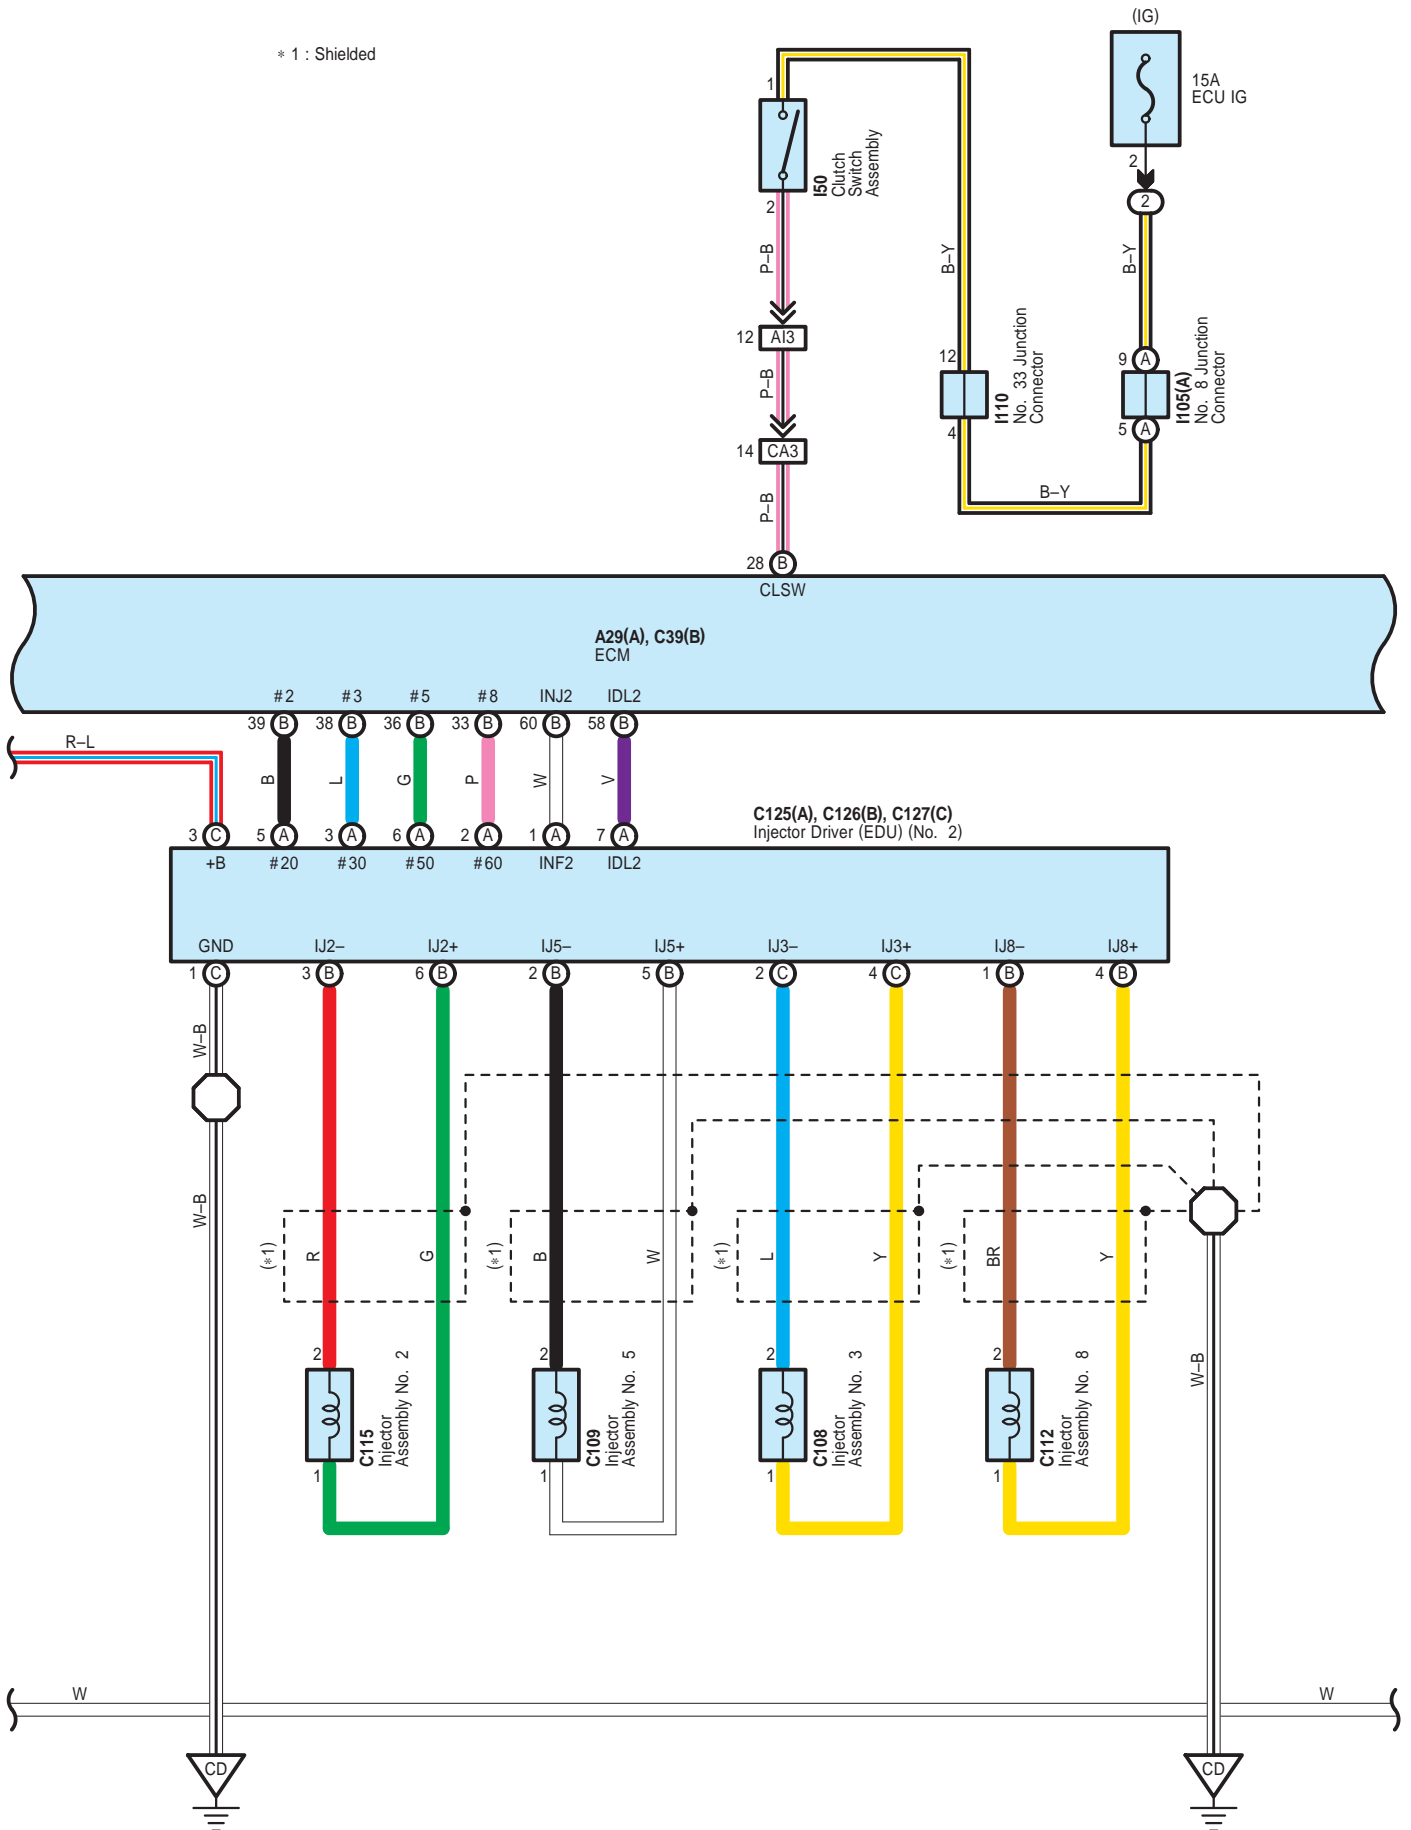 (IG)
* 1 : Shielded
15A
ECU IG
1
I50
Clutch
Switch
Assembly
2
2
2
P–B
B–Y
B–Y
12 AI3
P–B
12
I110
No. 33 Junction
Connector
4
9 A
I105(A)
No. 8 Junction
Connector
5 A
14 CA3
P–B
B–Y
28 B
CLSW
A29(A), C39(B)
ECM
#2 #3 #5 #8 INJ2 IDL2
39 B 38 B 36 B 33 B 60 B 58 B
R–L
B L G P W V
C125(A), C126(B), C127(C)
Injector Driver (EDU) (No. 2)
3 C 5 A 3 A 6 A 2 A 1 A 7 A
+B #20 #30 #50 #60 INF2 IDL2
GND IJ2– IJ2+ IJ5– IJ5+ IJ3– IJ3+ IJ8– IJ8+
1 C 3 B 6 B 2 B 5 B 2 C 4 C 1 B 4 B
W–B
W–B
(*1) R G (*1) B W (*1) L Y (*1) BR Y
2 2 2 2
C115
Injector
Assembly No. 2
C109
Injector
Assembly No. 5
C108
Injector
Assembly No. 3
C112
Injector
Assembly No. 8
W–B
1 1 1 1
W W
CD CD